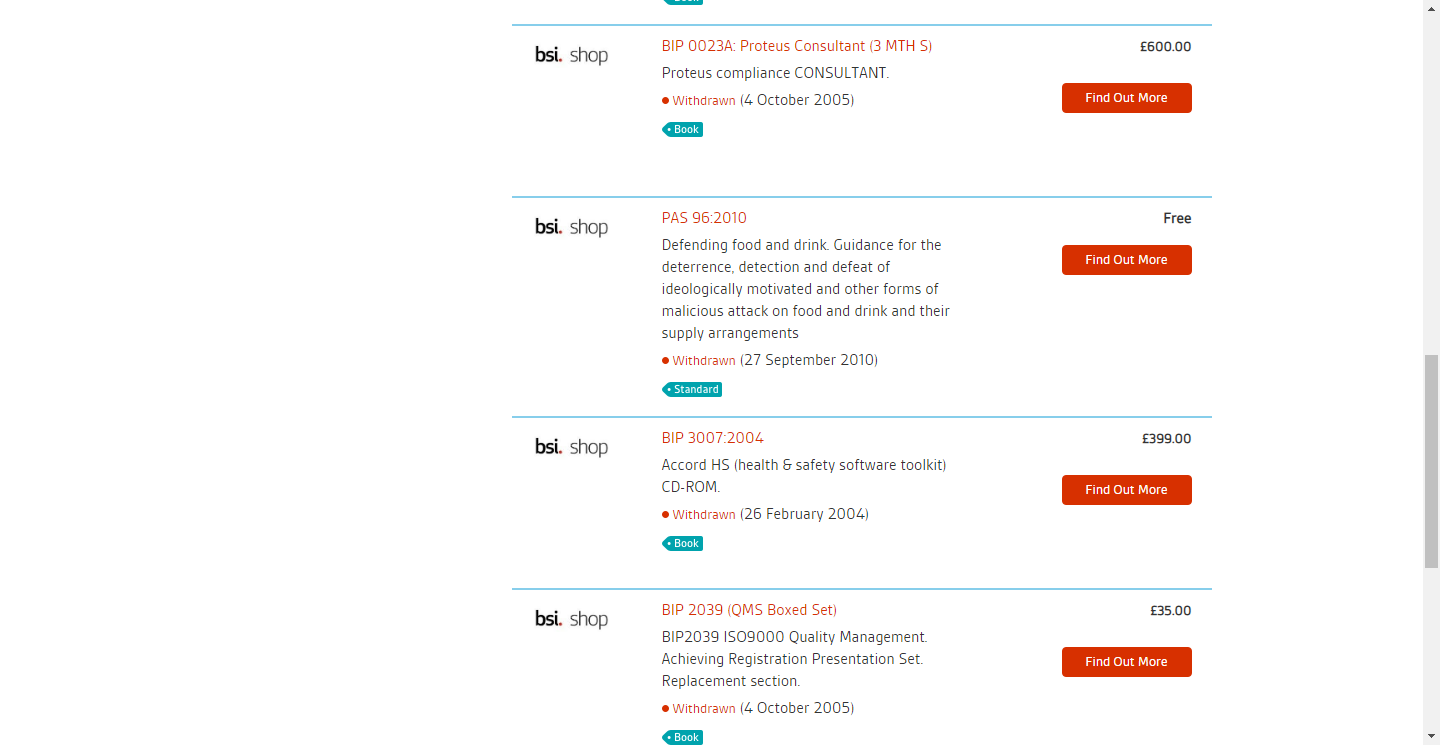 Book
bsi. shop
BIP 0023A: Proteus Consultant (3 MTH S)
£600.00
Proteus compliance CONSULTANT.
Withdrawn (4 October 2005)
Find Out More
Book
bsi. shop
PAS 96:2010
Free
Defending food and drink. Guidance for the
deterrence, detection and defeat of
ideologically motivated and other forms of
malicious attack on food and drink and their
supply arrangements
Find Out More
Withdrawn (27 September 2010)
Standard
bsi. shop
BIP 3007:2004
£399.00
Accord HS (health & safety software toolkit)
CD-ROM.
Find Out More
Withdrawn (26 February 2004)
Book
bsi. shop
BIP 2039 (QMS Boxed Set)
£35.00
BIP2039 ISO9000 Quality Management.
Achieving Registration Presentation Set.
Replacement section.
Find Out More
Withdrawn (4 October 2005)
Book